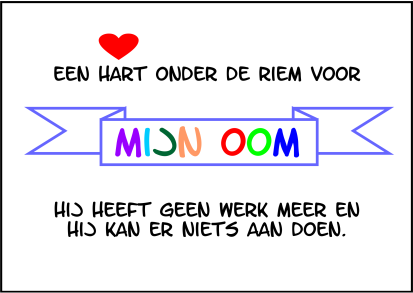 EEN HART ONDER DE RIEM VOOR
MIJN OOM
HIJ HEEFT GEEN WERK MEER EN
HIJ KAN ER NIETS AAN DOEN.